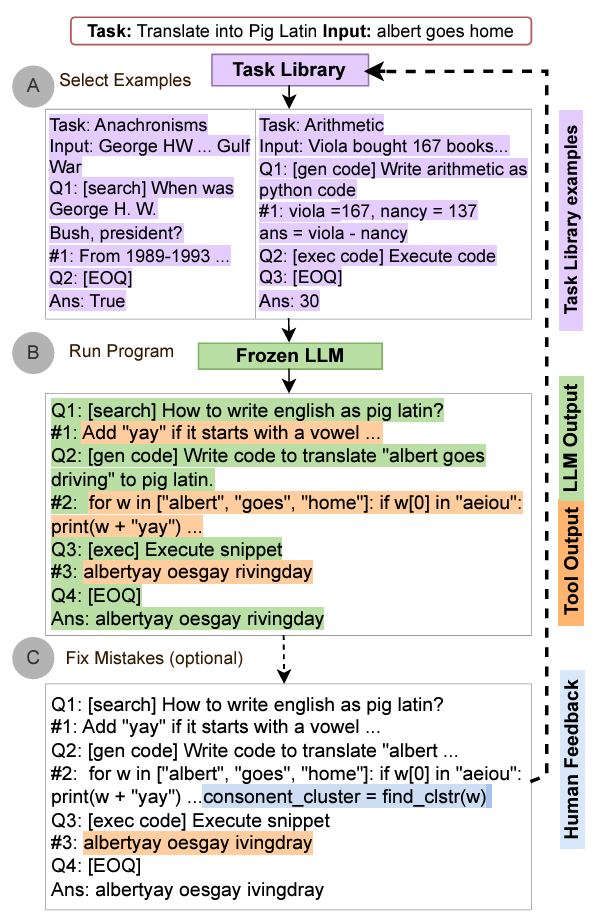 Task: Translate into Pig Latin Input: albert goes home
A
Select Examples
Task Library
Task: Anachronisms
Input: George HW ... Gulf
War
Q1: [search] When was
George H. W.
Bush, president?
#1: From 1989-1993 ...
Q2: [EOQ]
Ans: True
Task: Arithmetic
Input: Viola bought 167 books...
Q1: [gen code] Write arithmetic as
python code
#1: viola =167, nancy = 137
ans = viola - nancy
Q2: [exec code] Execute code
Q3: [EOQ]
Ans: 30
Task Library examples
B
Run Program
Frozen LLM
Q1: [search] How to write english as pig latin?
#1: Add "yay" if it starts with a vowel ...
Q2: [gen code] Write code to translate "albert goes
driving" to pig latin.
#2: for w in ["albert", "goes", "home"]: if w[0] in "aeiou":
print(w + "yay") ...
Q3: [exec] Execute snippet
#3: albertyay oesgay rivingday
Q4: [EOQ]
Ans: albertyay oesgay rivingday
LLM Output
Tool Output
C
Fix Mistakes (optional)
Q1: [search] How to write english as pig latin?
#1: Add "yay" if it starts with a vowel ...
Q2: [gen code] Write code to translate "albert ...
#2: for w in ["albert", "goes", "home"]: if w[0] in "aeiou":
print(w + "yay") ...consonent_cluster = find_clstr(w)
Q3: [exec code] Execute snippet
#3: albertyay oesgay ivingdray
Q4: [EOQ]
Ans: albertyay oesgay ivingdray
Human Feedback